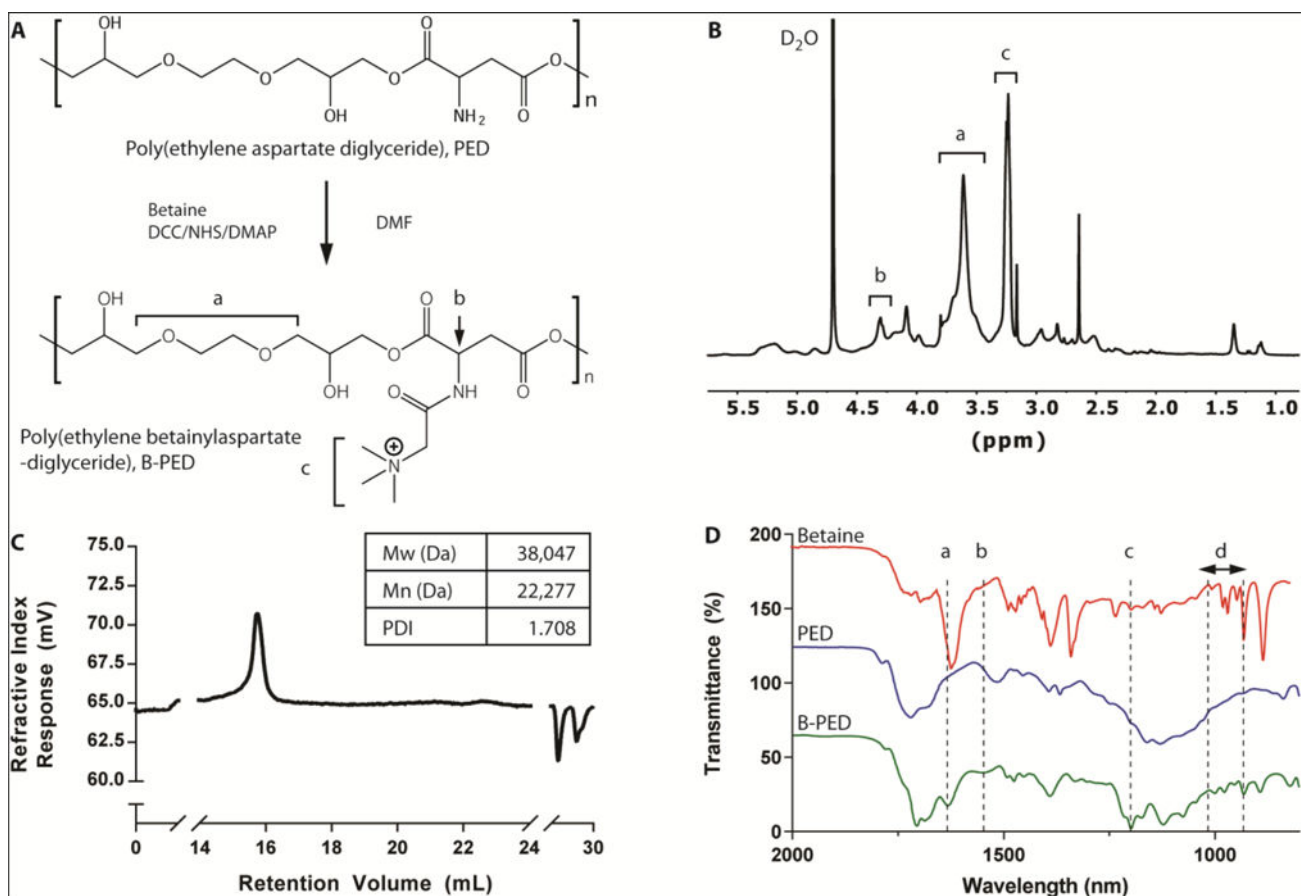 A
OH
O
O
O
O
O
O
OH
NH2
O
n
Poly(ethylene aspartate diglyceride), PED
Betaine
DCC/NHS/DMAP
DMF
a
b
OH
O
O
O
O
O
O
OH
NH
O
n
O
Poly(ethylene betainylaspartate
-diglyceride), B-PED
c
N
+
B
D2O
c
a
b
5.5 5.0 4.5 4.0 3.5 3.0 2.5 2.0 1.5 1.0
(ppm)
C
75.0
72.5
70.0
67.5
65.0
62.5
60.0
Refractive Index
Response (mV)
Mw (Da) 38,047
Mn (Da) 22,277
PDI 1.708
0 14 16 18 20 22 24 30
Retention Volume (mL)
D
200
150
100
50
0
Transmittance (%)
Betaine
a b c d
PED
B-PED
2000 1500 1000
Wavelength (nm)